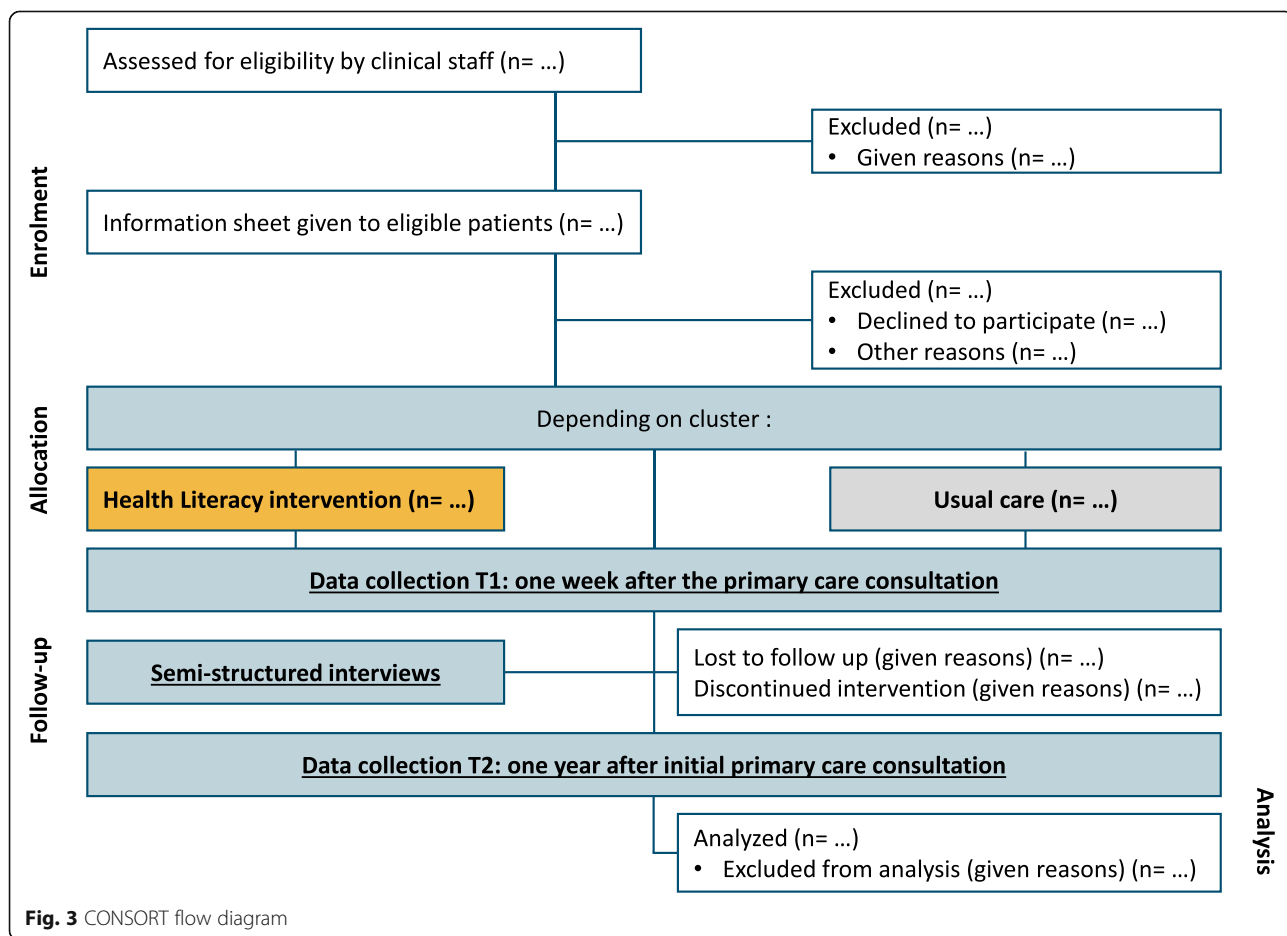 Assessed for eligibility by clinical staff (n= …)
Excluded (n= …)
• Given reasons (n= …)
Enrolment
Information sheet given to eligible patients (n= …)
Excluded (n= …)
• Declined to participate (n= …)
• Other reasons (n= …)
Allocation
Depending on cluster :
Health Literacy intervention (n= …)
Usual care (n= …)
Data collection T1: one week after the primary care consultation
Follow-up
Semi-structured interviews
Lost to follow up (given reasons) (n= …)
Discontinued intervention (given reasons) (n= …)
Data collection T2: one year after initial primary care consultation
Analysis
Analyzed (n= …)
• Excluded from analysis (given reasons) (n= …)
Fig. 3 CONSORT flow diagram